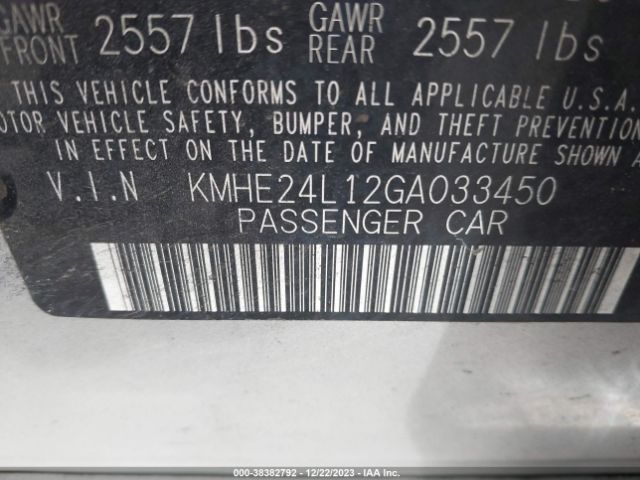 GAWR FRONT 2557 lbs GAWR REAR 2557 lbs
THIS VEHICLE CONFORMS TO ALL APPLICABLE U.S.A.
MOTOR VEHICLE SAFETY, BUMPER, AND THEFT PREVENTION
IN EFFECT ON THE DATE OF MANUFACTURE SHOWN
V.I.N KMHE24L12GA033450
PASSENGER CAR
000-38382792 - 12/22/2023 - IAA Inc.